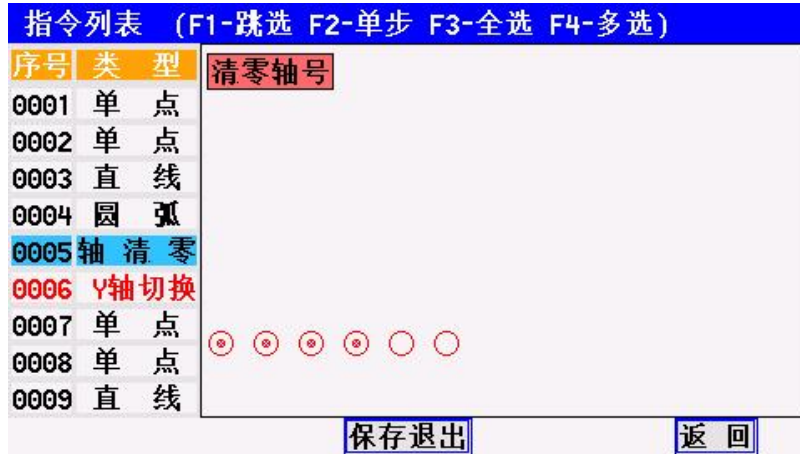 指令列表 (F1-跳选 F2-单步 F3-全选 F4-多选)
序号 类 型
清零轴号
0001 单 点
0002 单 点
0003 直 线
0004 圆 弧
0005 轴 清 零
0006 Y轴切换
0007 单 点
0008 单 点
0009 直 线
保存退出 返 回